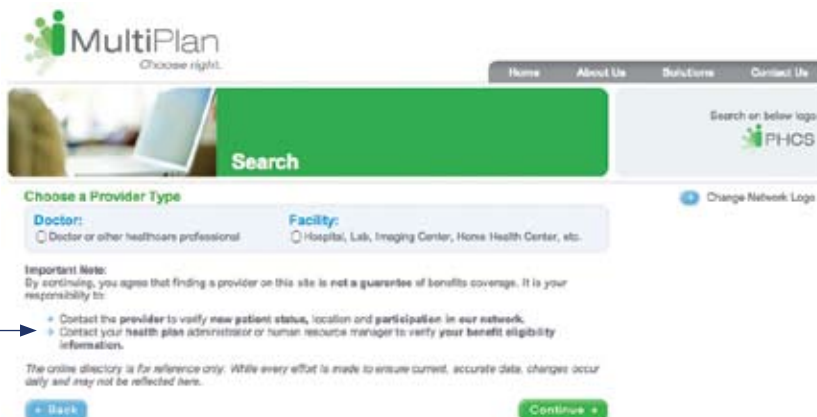 MultiPlan
Choose right.
Home About Us Solutions Contact Us
Search
Search on below logo
PHCS
Choose a Provider Type
Change Network Logo
Doctor: Facility:
Doctor or other healthcare professional Hospital, Lab, Imaging Center, Home Health Center, etc.
Important Note:
By continuing, you agree that finding a provider on this site is not a guarantee of benefits coverage. It is your
responsibility to:
Contact the provider to verify new patient status, location and participation in our network.
Contact your health plan administrator or human resource manager to verify your benefit eligibility
information.
The online directory is for reference only. While every effort is made to ensure current, accurate data, changes occur
daily and may not be reflected here.
Back Continue